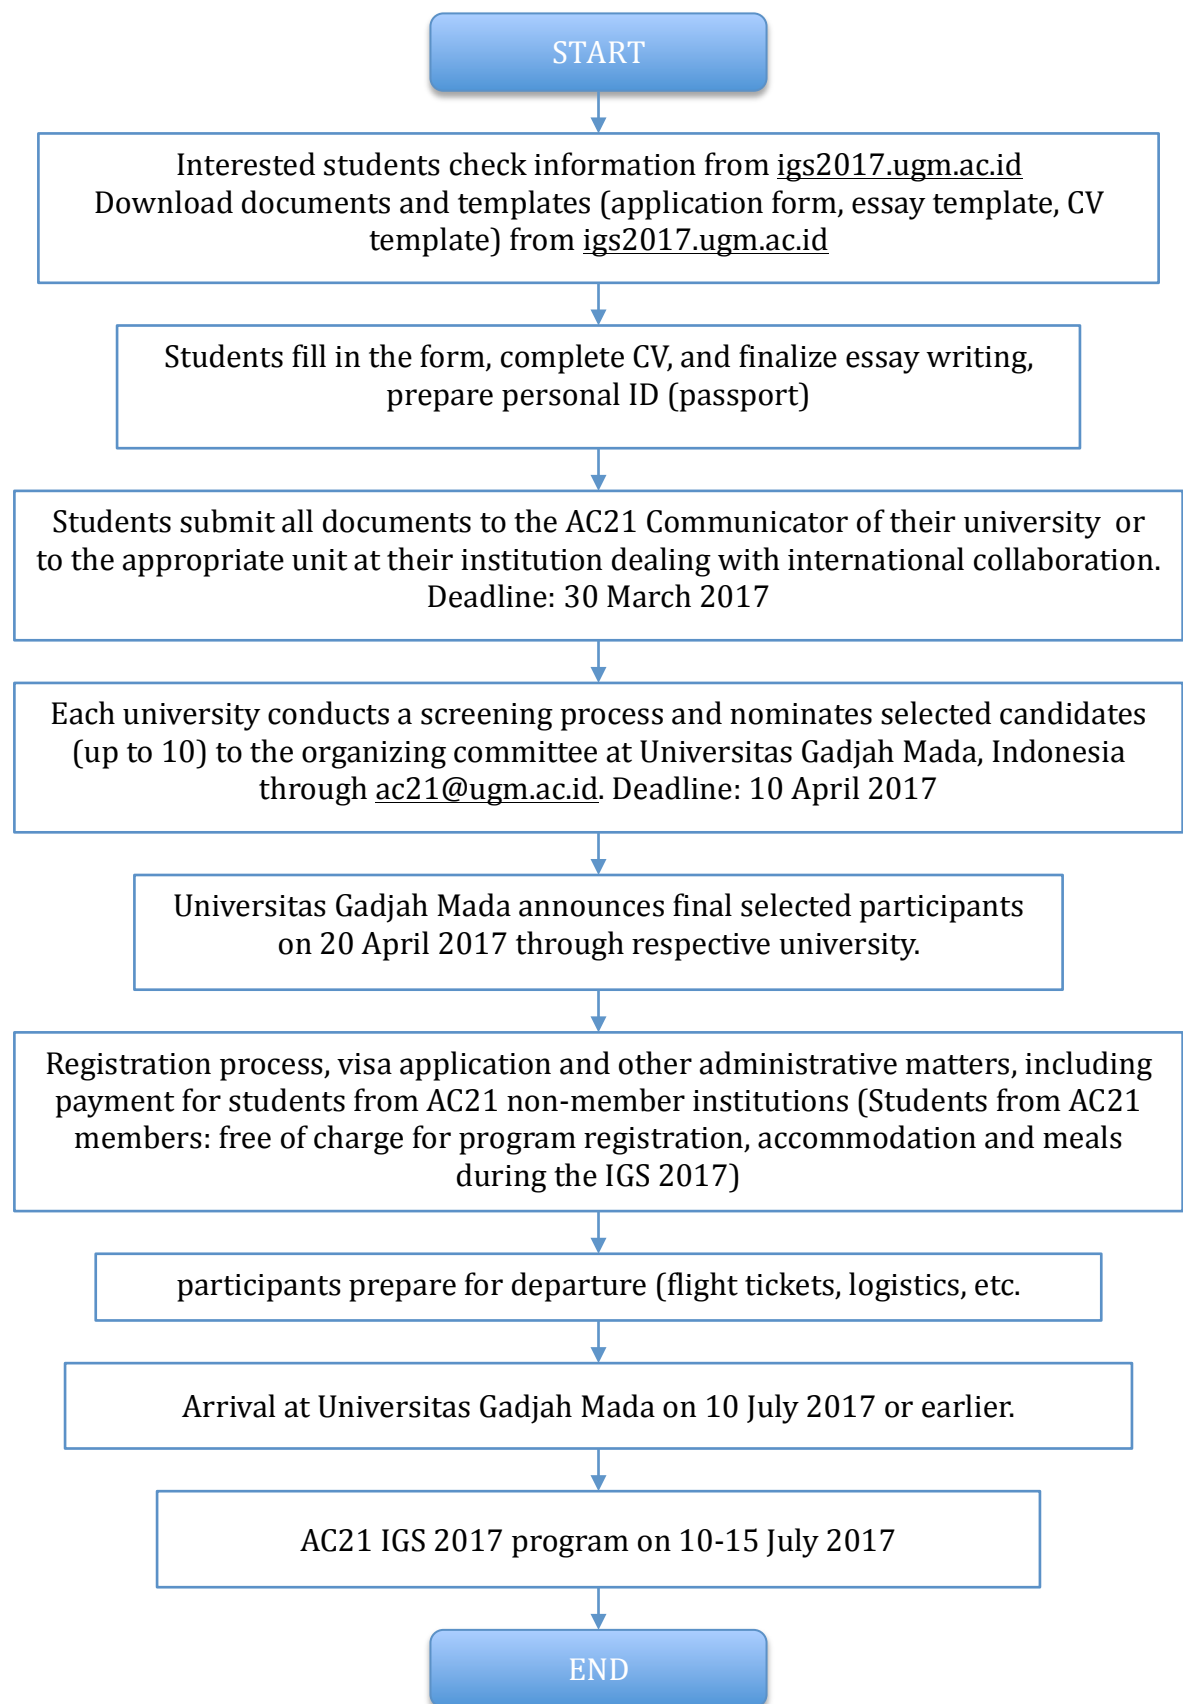 START
Interested students check information from igs2017.ugm.ac.id
Download documents and templates (application form, essay template, CV
template) from igs2017.ugm.ac.id
Students fill in the form, complete CV, and finalize essay writing,
prepare personal ID (passport)
Students submit all documents to the AC21 Communicator of their university or
to the appropriate unit at their institution dealing with international collaboration.
Deadline: 30 March 2017
Each university conducts a screening process and nominates selected candidates
(up to 10) to the organizing committee at Universitas Gadjah Mada, Indonesia
through ac21@ugm.ac.id. Deadline: 10 April 2017
Universitas Gadjah Mada announces final selected participants
on 20 April 2017 through respective university.
Registration process, visa application and other administrative matters, including
payment for students from AC21 non-member institutions (Students from AC21
members: free of charge for program registration, accommodation and meals
during the IGS 2017)
participants prepare for departure (flight tickets, logistics, etc.
Arrival at Universitas Gadjah Mada on 10 July 2017 or earlier.
AC21 IGS 2017 program on 10-15 July 2017
END